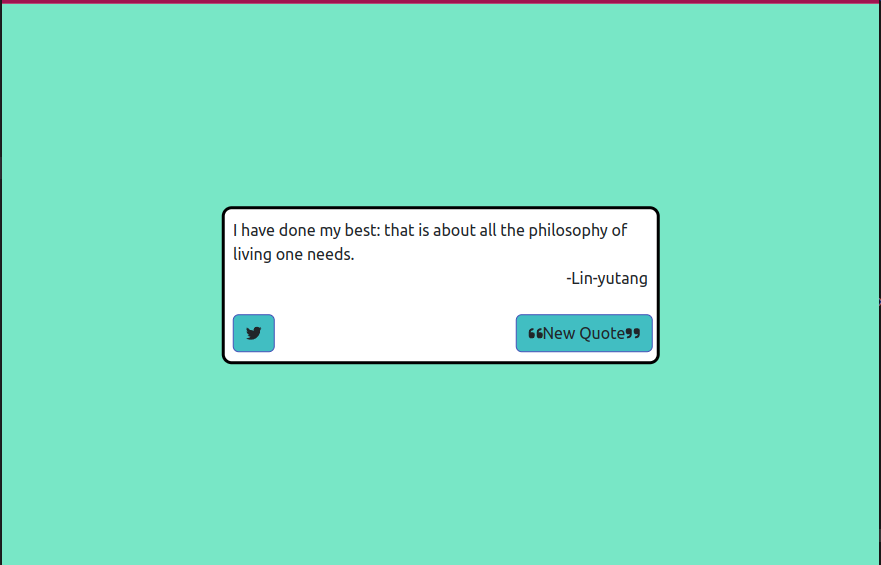 I have done my best: that is about all the philosophy of
living one needs.
-Lin-yutang
❝New Quote❞